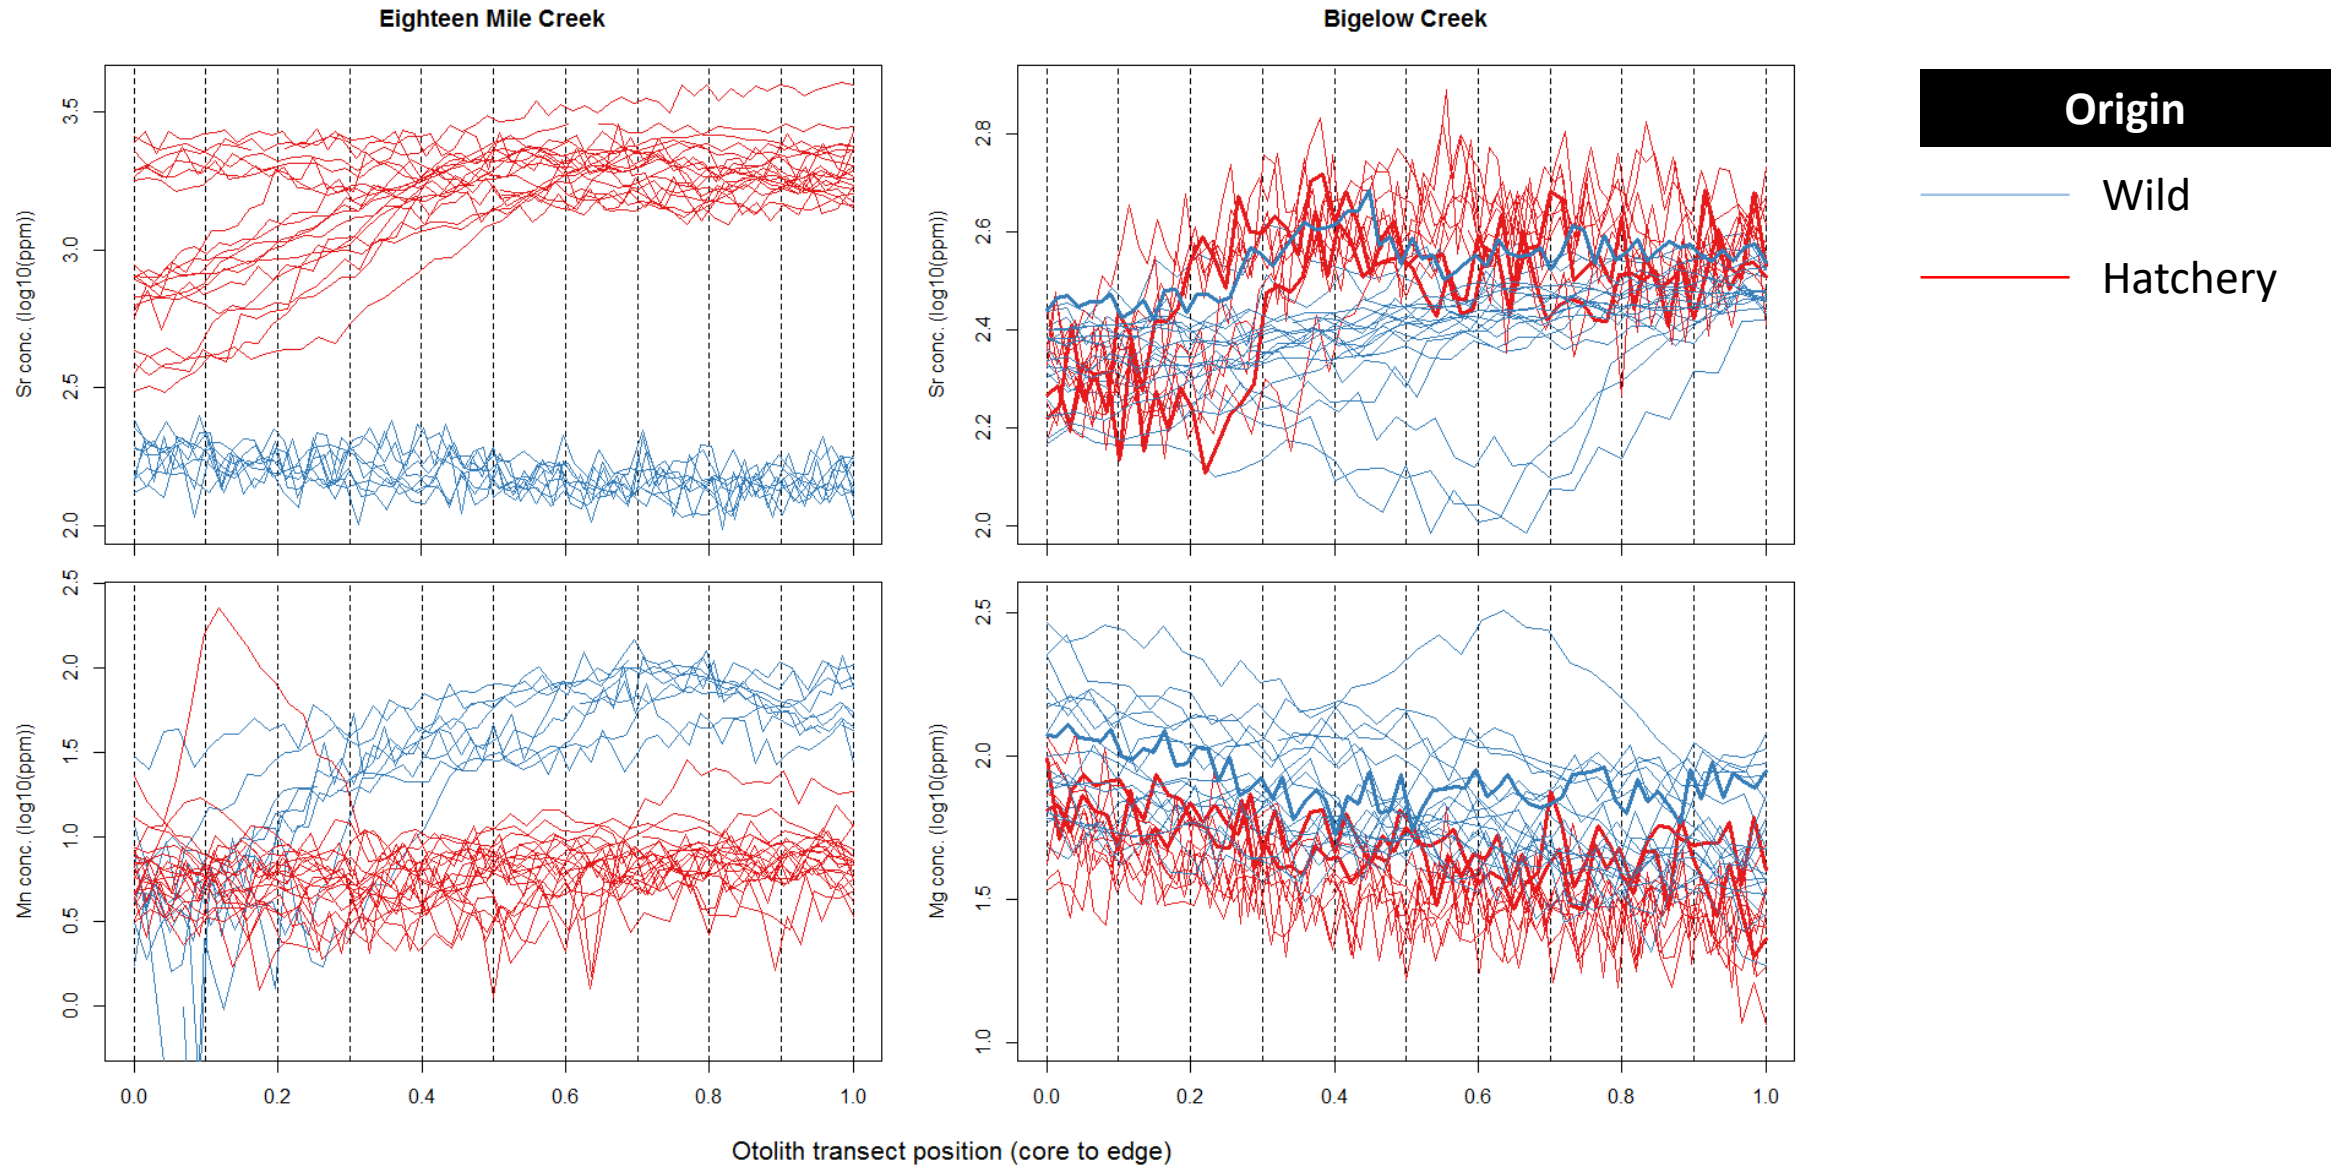 Eighteen Mile Creek
Bigelow Creek
Origin
Wild
Hatchery
Sr conc. (log10(ppm))
3.5
3.0
2.5
2.0
Sr conc. (log10(ppm))
2.8
2.6
2.4
2.2
2.0
Mn conc. (log10(ppm))
2.5
2.0
1.5
1.0
0.5
0.0
Mg conc. (log10(ppm))
2.5
2.0
1.5
1.0
0.0 0.2 0.4 0.6 0.8 1.0
0.0 0.2 0.4 0.6 0.8 1.0
Otolith transect position (core to edge)